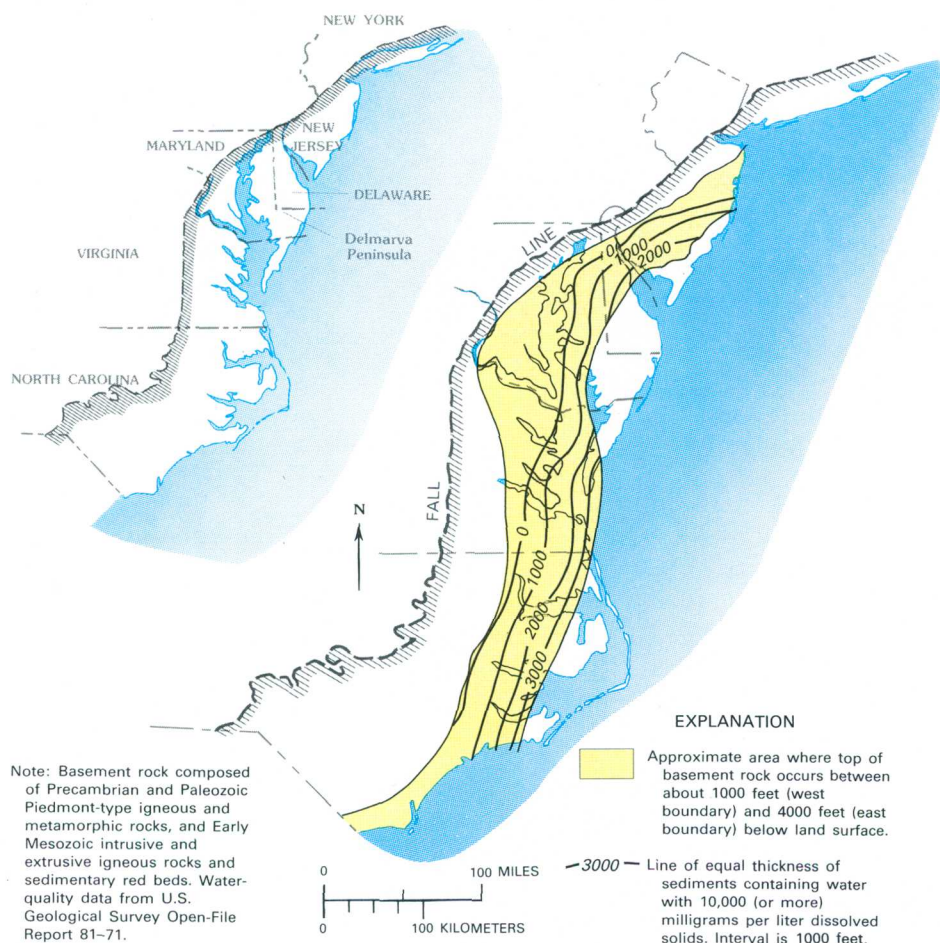 NEW YORK
NEW
JERSEY
MARYLAND
DELAWARE
Delmarva
Peninsula
VIRGINIA
NORTH CAROLINA
LINE
FALL
0
1000
2000
N
0
1000
2000
3000
EXPLANATION
Approximate area where top of
basement rock occurs between
about 1000 feet (west
boundary) and 4000 feet (east
boundary) below land surface.
—3000— Line of equal thickness of
sediments containing water
with 10,000 (or more)
milligrams per liter dissolved
solids. Interval is 1000 feet.
Note: Basement rock composed
of Precambrian and Paleozoic
Piedmont-type igneous and
metamorphic rocks, and Early
Mesozoic intrusive and
extrusive igneous rocks and
sedimentary red beds. Water-
quality data from U.S.
Geological Survey Open-File
Report 81–71.
0 100 MILES
0 100 KILOMETERS